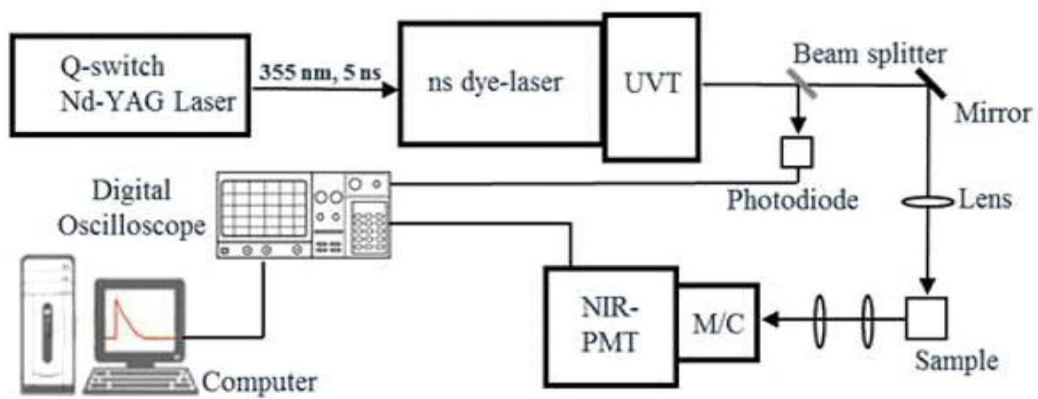 Q-switch
Nd-YAG Laser
355 nm, 5 ns
ns dye-laser
UVT
Beam splitter
Mirror
Digital
Oscilloscope
Photodiode
Lens
NIR-
PMT
M/C
Sample
Computer